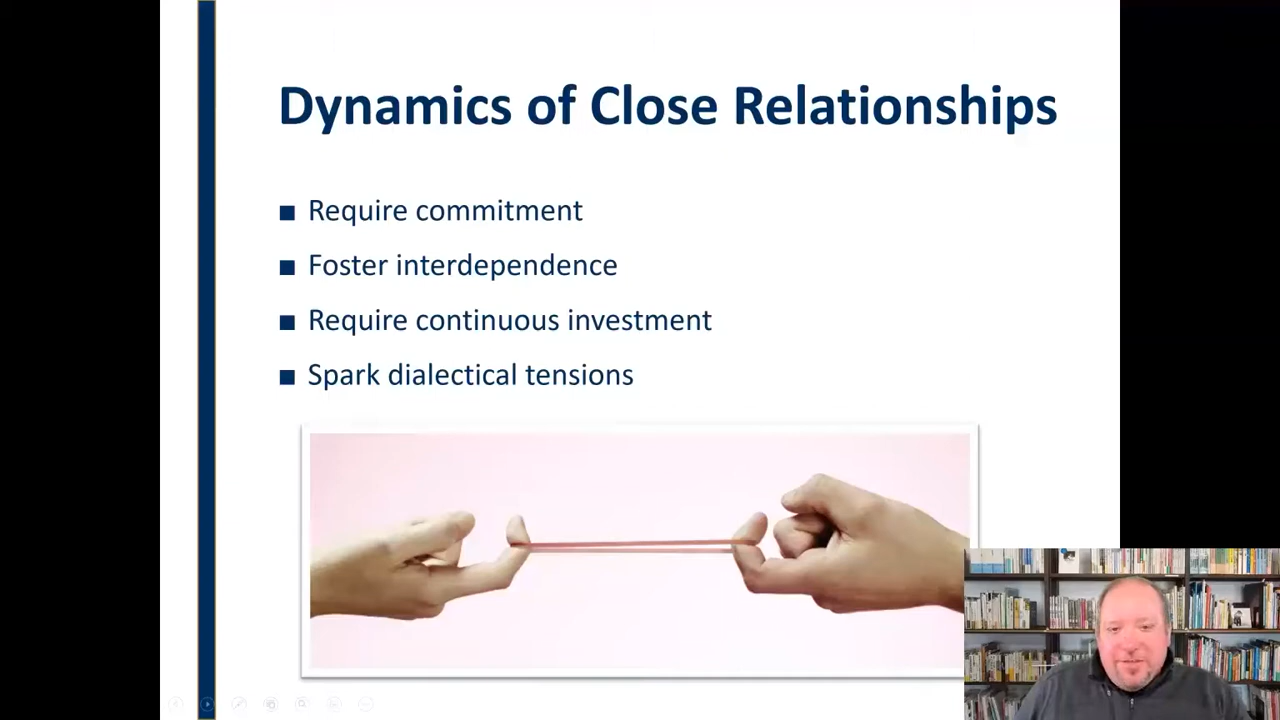 Dynamics of Close Relationships
■ Require commitment
■ Foster interdependence
■ Require continuous investment
■ Spark dialectical tensions